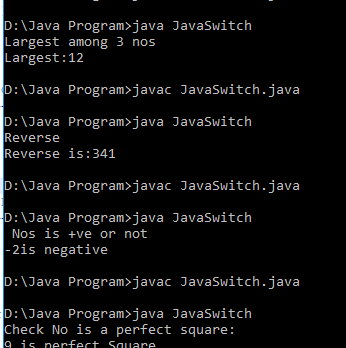 D:\Java Program>java JavaSwitch
Largest among 3 nos
Largest:12
D:\Java Program>javac JavaSwitch.java
D:\Java Program>java JavaSwitch
Reverse
Reverse is:341
D:\Java Program>javac JavaSwitch.java
D:\Java Program>java JavaSwitch
Nos is +ve or not
-2is negative
D:\Java Program>javac JavaSwitch.java
D:\Java Program>java JavaSwitch
Check No is a perfect square:
9 is perfect Square